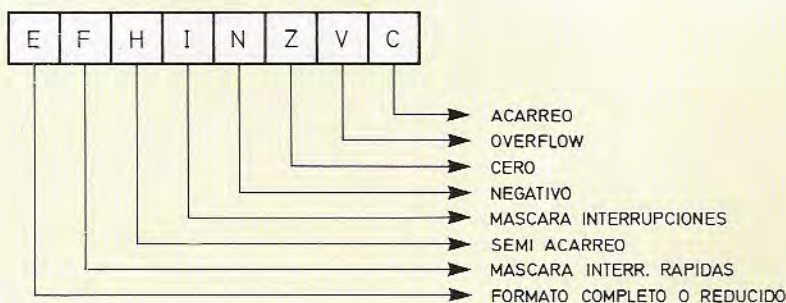 E F H I N Z V C
ACARREO
OVERFLOW
CERO
NEGATIVO
MASCARA INTERRUPCIONES
SEMI ACARREO
MASCARA INTERR. RAPIDAS
FORMATO COMPLETO O REDUCIDO